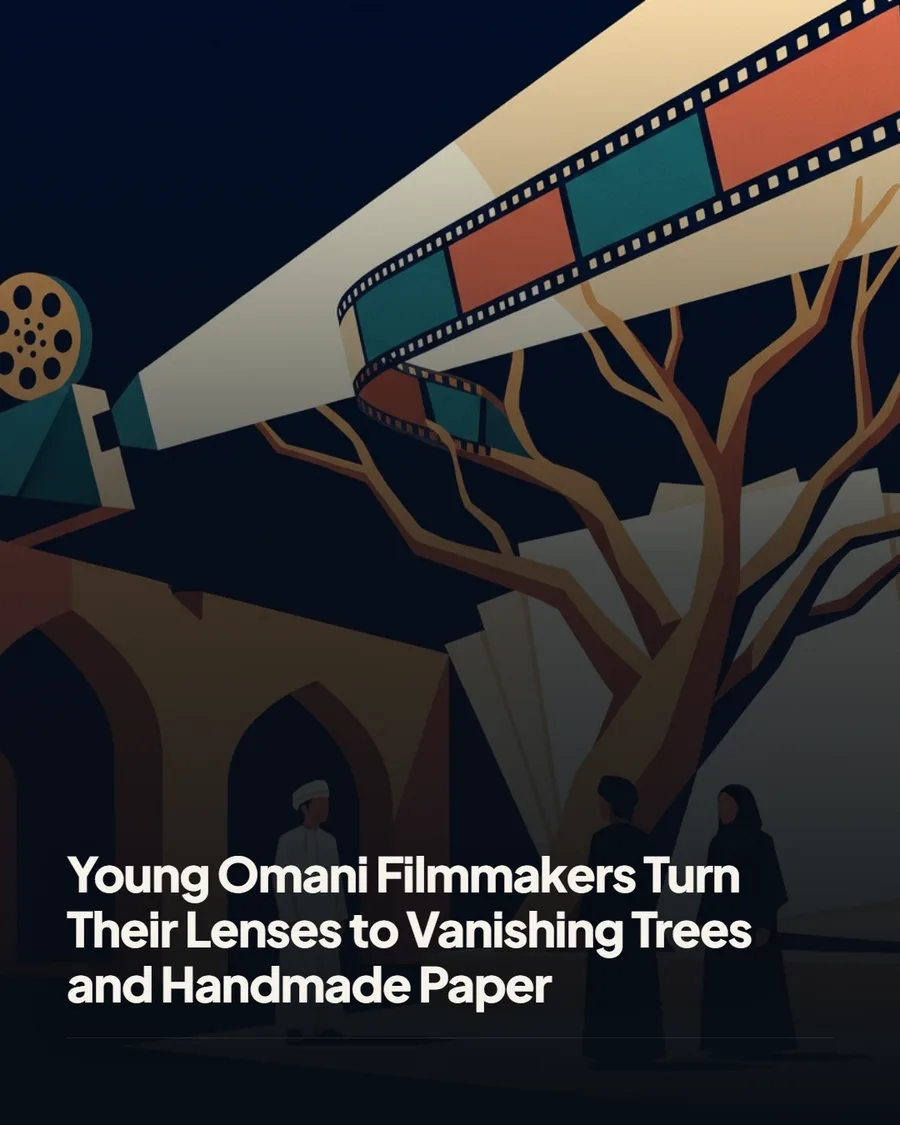 Young Omani Filmmakers Turn
Their Lenses to Vanishing Trees
and Handmade Paper